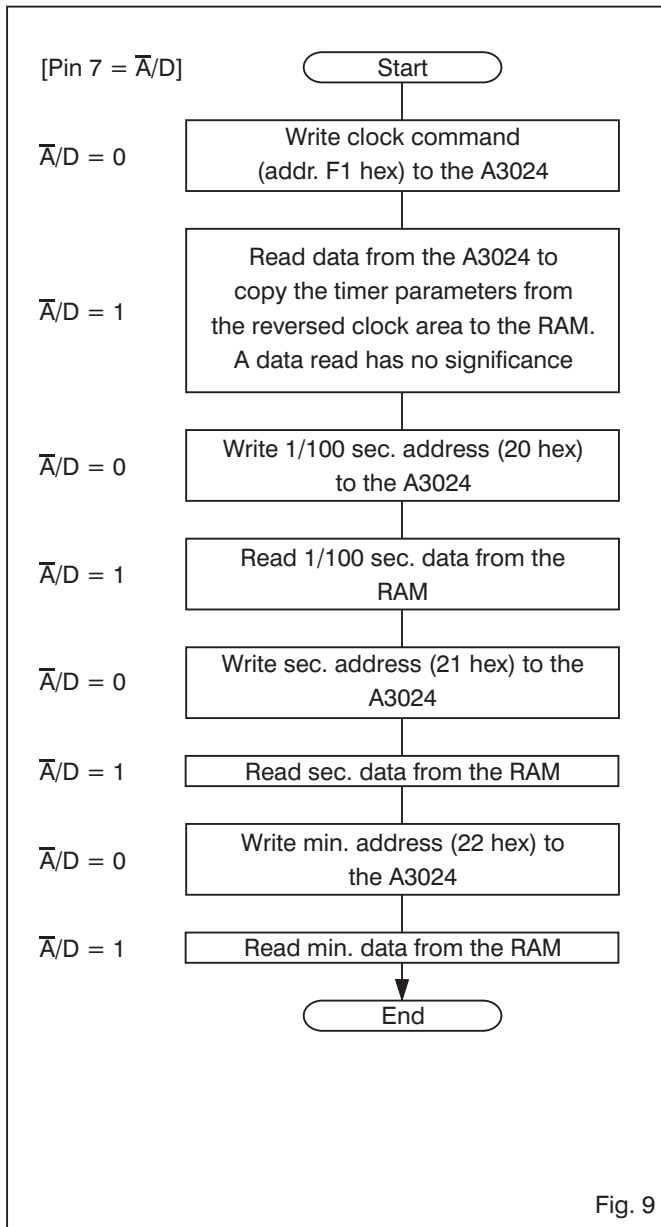 [Pin 7 = A̅/D]
Start
A̅/D = 0
Write clock command
(addr. F1 hex) to the A3024
A̅/D = 1
Read data from the A3024 to
copy the timer parameters from
the reversed clock area to the RAM.
A data read has no significance
A̅/D = 0
Write 1/100 sec. address (20 hex)
to the A3024
A̅/D = 1
Read 1/100 sec. data from the
RAM
A̅/D = 0
Write sec. address (21 hex) to the
A3024
A̅/D = 1
Read sec. data from the RAM
A̅/D = 0
Write min. address (22 hex) to
the A3024
A̅/D = 1
Read min. data from the RAM
End
Fig. 9